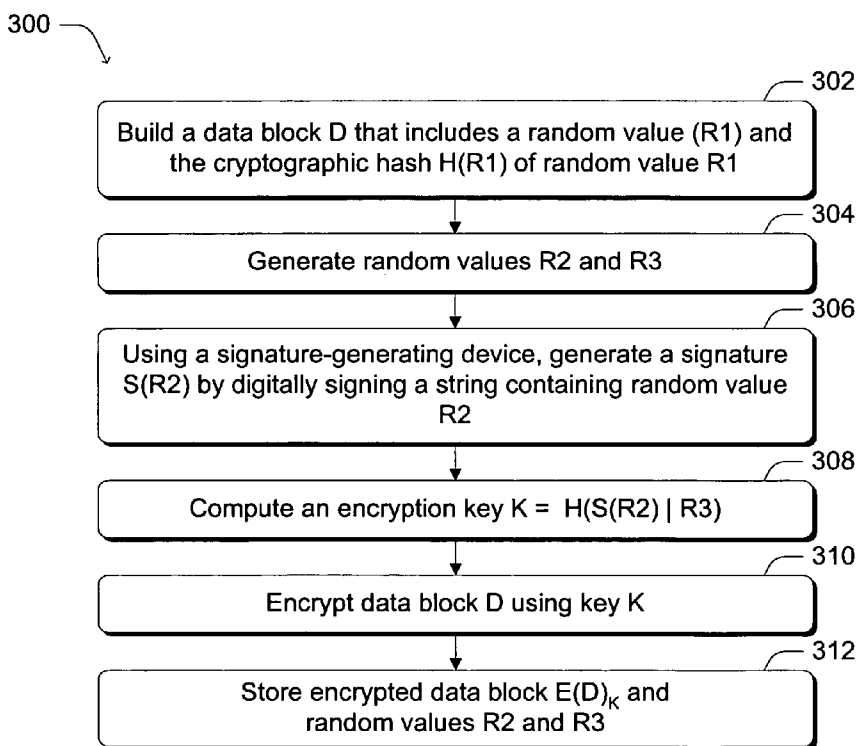 300
302
Build a data block D that includes a random value (R1) and
the cryptographic hash H(R1) of random value R1
304
Generate random values R2 and R3
306
Using a signature-generating device, generate a signature
S(R2) by digitally signing a string containing random value
R2
308
Compute an encryption key K = H(S(R2) | R3)
310
Encrypt data block D using key K
312
Store encrypted data block E(D)K and
random values R2 and R3